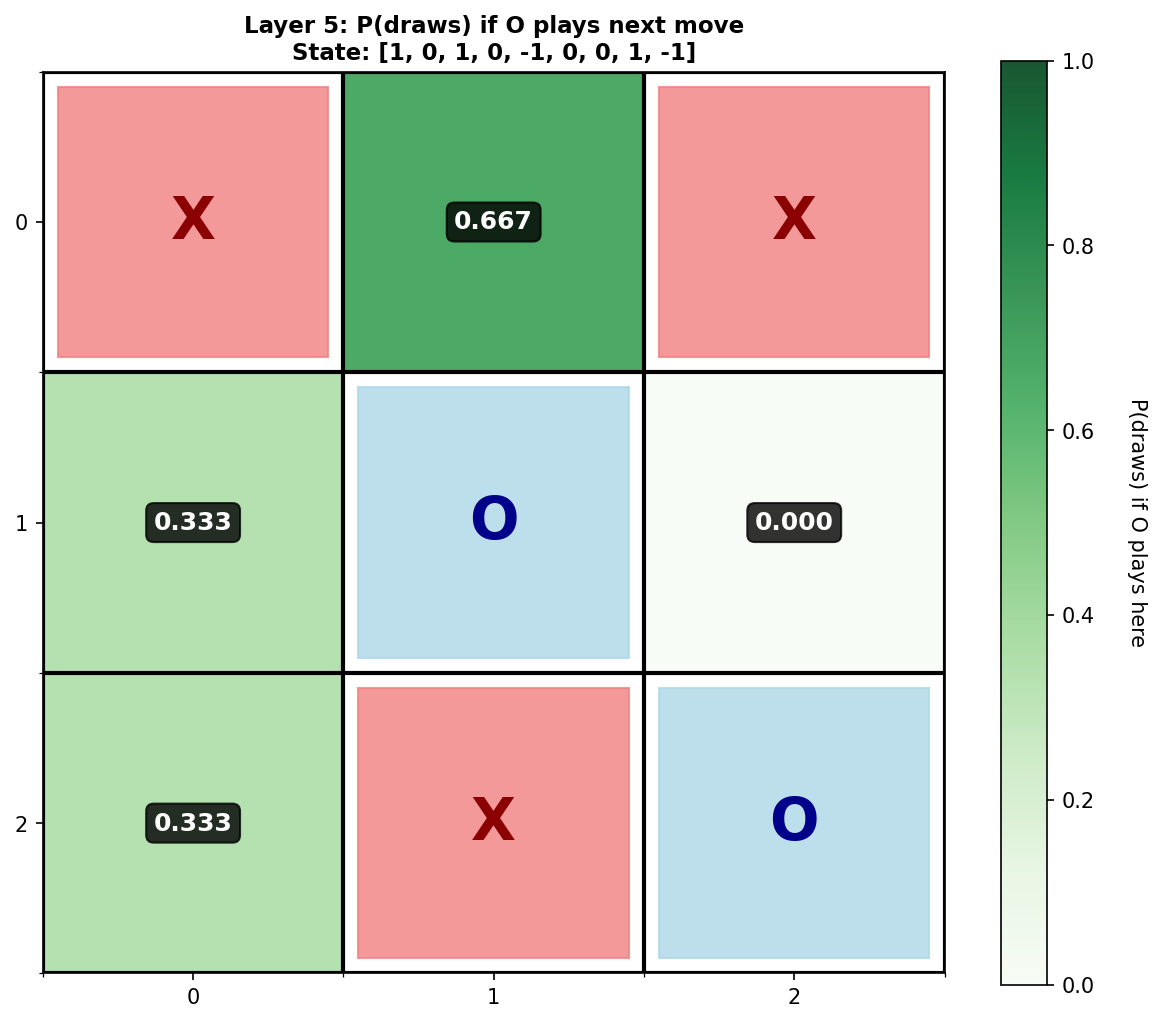 Layer 5: P(draws) if O plays next move
State: [1, 0, 1, 0, -1, 0, 0, 1, -1]
0
X
0.667
X
1
0.333
O
0.000
2
0.333
X
O
0
1
2
1.0
0.8
0.6
0.4
0.2
0.0
P(draws) if O plays here